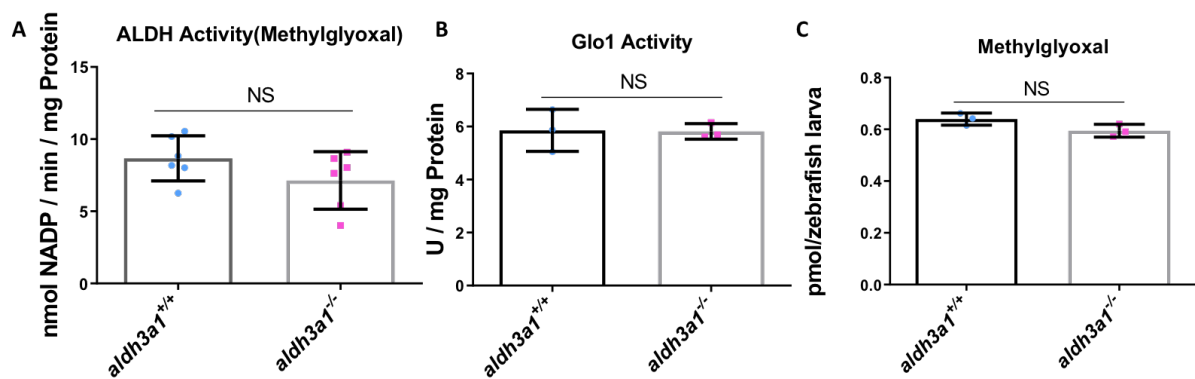 A
ALDH Activity(Methylglyoxal)
nmol NADP / min / mg Protein
15
10
5
0
NS
aldh3a1+/+
aldh3a1-/-
B
Glo1 Activity
U / mg Protein
8
6
4
2
0
NS
aldh3a1+/+
aldh3a1-/-
C
Methylglyoxal
pmol/zebrafish larva
0.8
0.6
0.4
0.2
0.0
NS
aldh3a1+/+
aldh3a1-/-